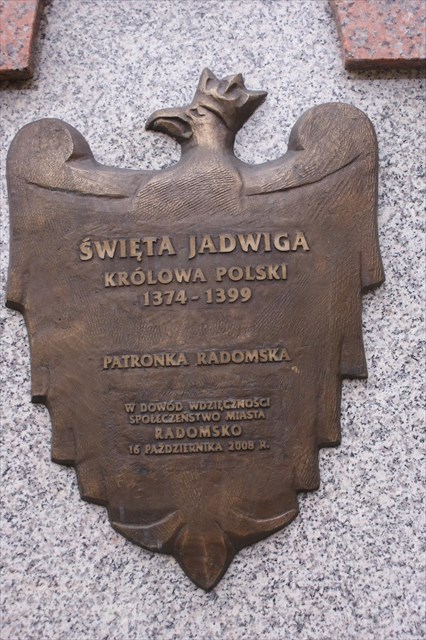 ŚWIĘTA JADWIGA
KRÓLOWA POLSKI
1374-1399
PATRONKA RADOMSKA
W DOWÓD WDZIĘCZNOŚCI
SPOŁECZEŃSTWO MIASTA
RADOMSKO
16 PAŹDZIERNIKA 2008 R.